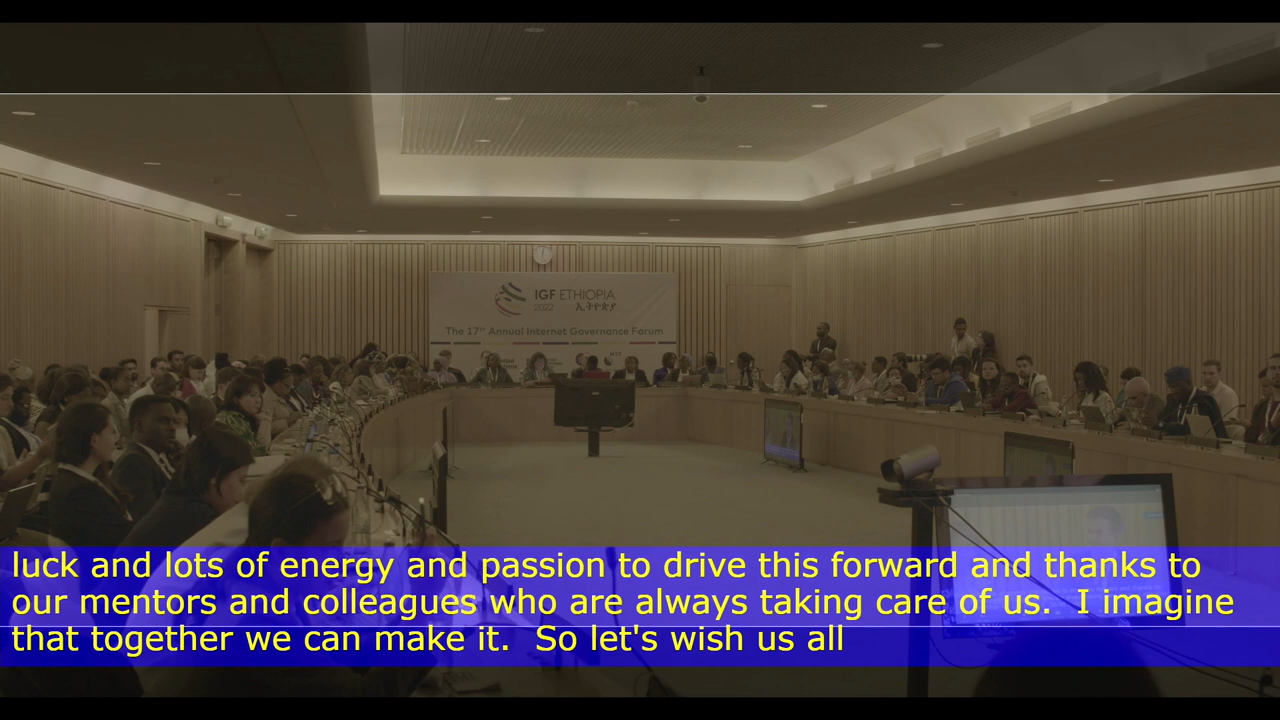 IGF ETHIOPIA
2022 ኢትዮጵያ
The 17th Annual Internet Governance Forum
luck and lots of energy and passion to drive this forward and thanks to
our mentors and colleagues who are always taking care of us.  I imagine
that together we can make it.  So let's wish us all